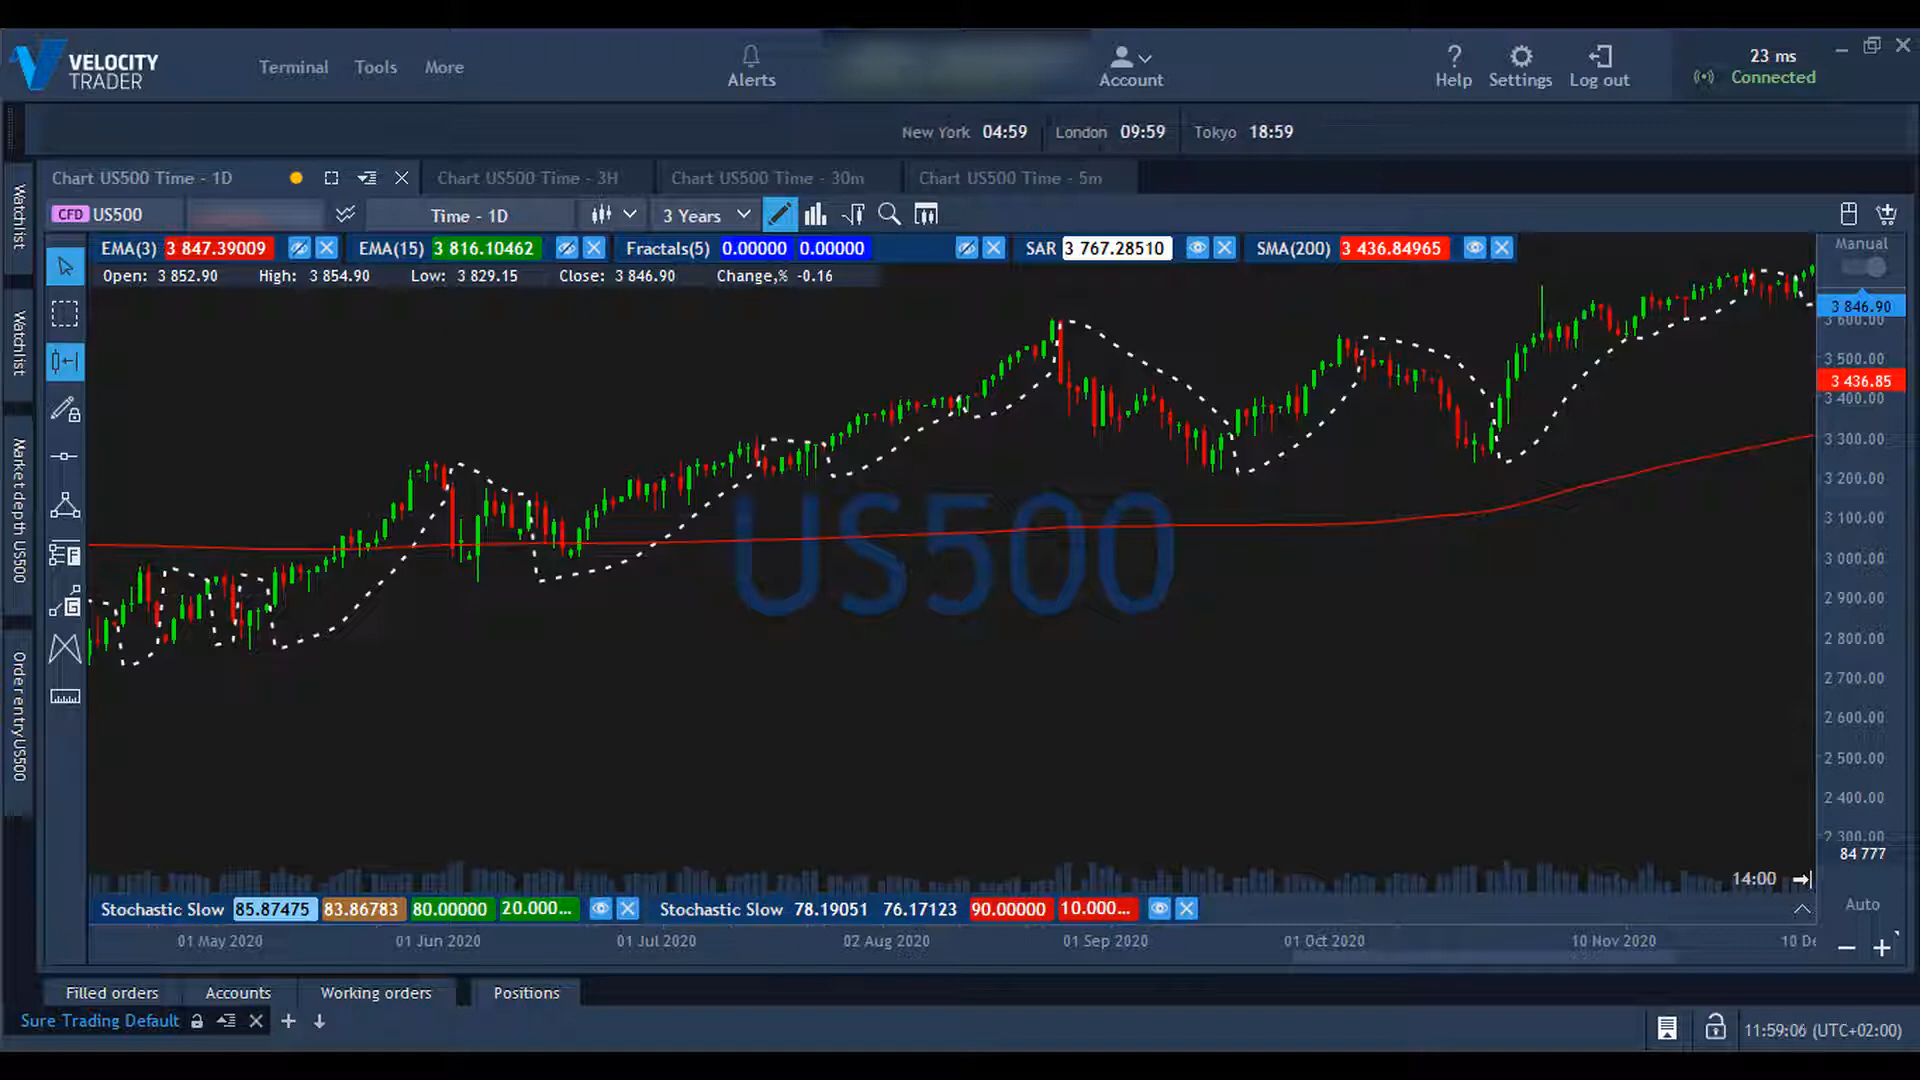 VELOCITY TRADER
Terminal Tools More
Alerts
Account
? Help
Settings
Log out
23 ms
Connected
New York 04:59 London 09:59 Tokyo 18:59
Chart US500 Time - 1D
Chart US500 Time - 3H
Chart US500 Time - 30m
Chart US500 Time - 5m
CFD US500
Time - 1D
3 Years
EMA(3) 3 847.39009 EMA(15) 3 816.10462 Fractals(5) 0.00000 0.00000 SAR 3 767.28510 SMA(200) 3 436.84965
Open: 3 852.90 High: 3 854.90 Low: 3 829.15 Close: 3 846.90 Change,% -0.16
Watchlist
Watchlist
Market depth US500
Order entry US500
US500
Manual
3 846.90
3 600.00
3 500.00
3 436.85
3 400.00
3 300.00
3 200.00
3 100.00
3 000.00
2 900.00
2 800.00
2 700.00
2 600.00
2 500.00
2 400.00
2 300.00
84 777
14:00
Auto
Stochastic Slow 85.87475 83.86783 80.00000 20.000... Stochastic Slow 78.19051 76.17123 90.00000 10.000...
01 May 2020 01 Jun 2020 01 Jul 2020 02 Aug 2020 01 Sep 2020 01 Oct 2020 10 Nov 2020 10 De
Filled orders Accounts Working orders Positions
Sure Trading Default
11:59:06 (UTC+02:00)